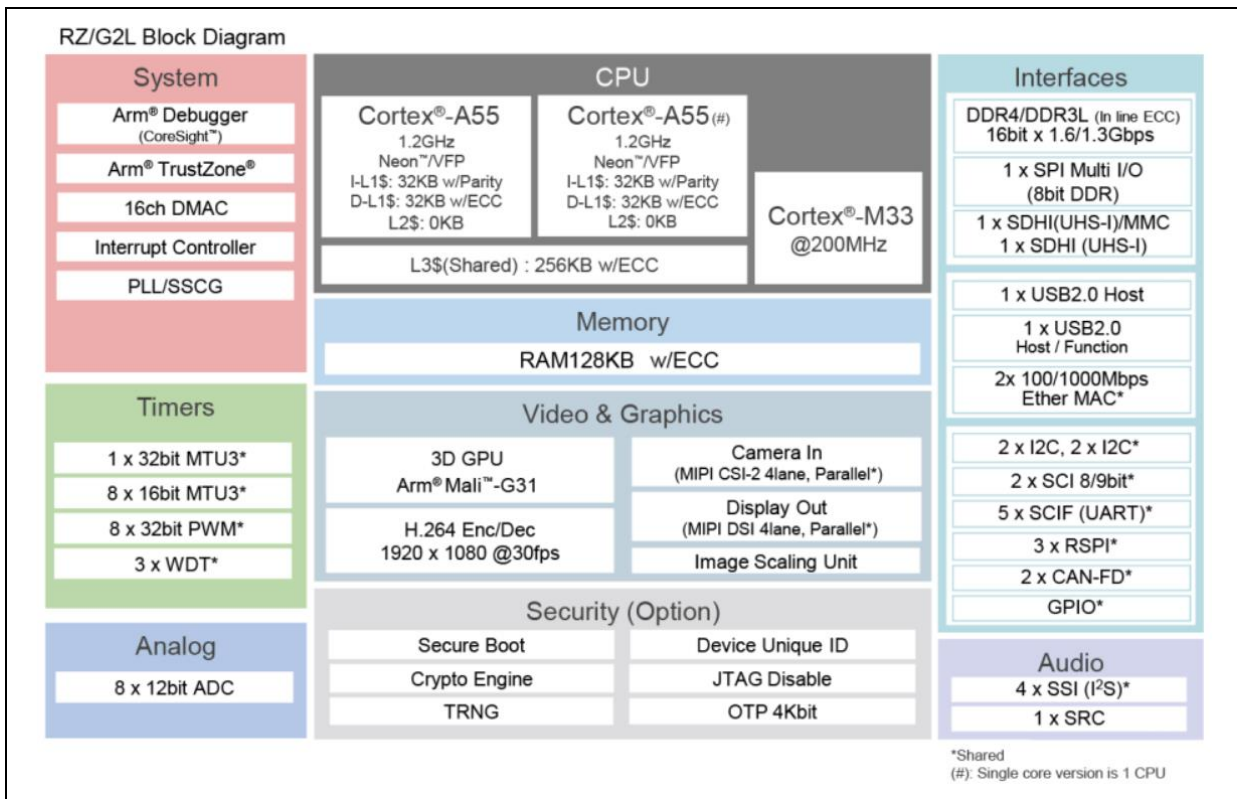 RZ/G2L Block Diagram
System
Arm® Debugger
(CoreSight™)
Arm® TrustZone®
16ch DMAC
Interrupt Controller
PLL/SSCG
Timers
1 x 32bit MTU3*
8 x 16bit MTU3*
8 x 32bit PWM*
3 x WDT*
Analog
8 x 12bit ADC
CPU
Cortex®-A55
1.2GHz
Neon™/VFP
I-L1$: 32KB w/Parity
D-L1$: 32KB w/ECC
L2$: 0KB
Cortex®-A55(#)
1.2GHz
Neon™/VFP
I-L1$: 32KB w/Parity
D-L1$: 32KB w/ECC
L2$: 0KB
L3$(Shared) : 256KB w/ECC
Cortex®-M33
@200MHz
Memory
RAM128KB w/ECC
Video & Graphics
3D GPU
Arm® Mali™-G31
H.264 Enc/Dec
1920 x 1080 @30fps
Camera In
(MIPI CSI-2 4lane, Parallel*)
Display Out
(MIPI DSI 4lane, Parallel*)
Image Scaling Unit
Security (Option)
Secure Boot
Crypto Engine
TRNG
Device Unique ID
JTAG Disable
OTP 4Kbit
Interfaces
DDR4/DDR3L (In line ECC)
16bit x 1.6/1.3Gbps
1 x SPI Multi I/O
(8bit DDR)
1 x SDHI(UHS-I)/MMC
1 x SDHI (UHS-I)
1 x USB2.0 Host
1 x USB2.0
Host / Function
2x 100/1000Mbps
Ether MAC*
2 x I2C, 2 x I2C*
2 x SCI 8/9bit*
5 x SCIF (UART)*
3 x RSPI*
2 x CAN-FD*
GPIO*
Audio
4 x SSI (I²S)*
1 x SRC
*Shared
(#): Single core version is 1 CPU